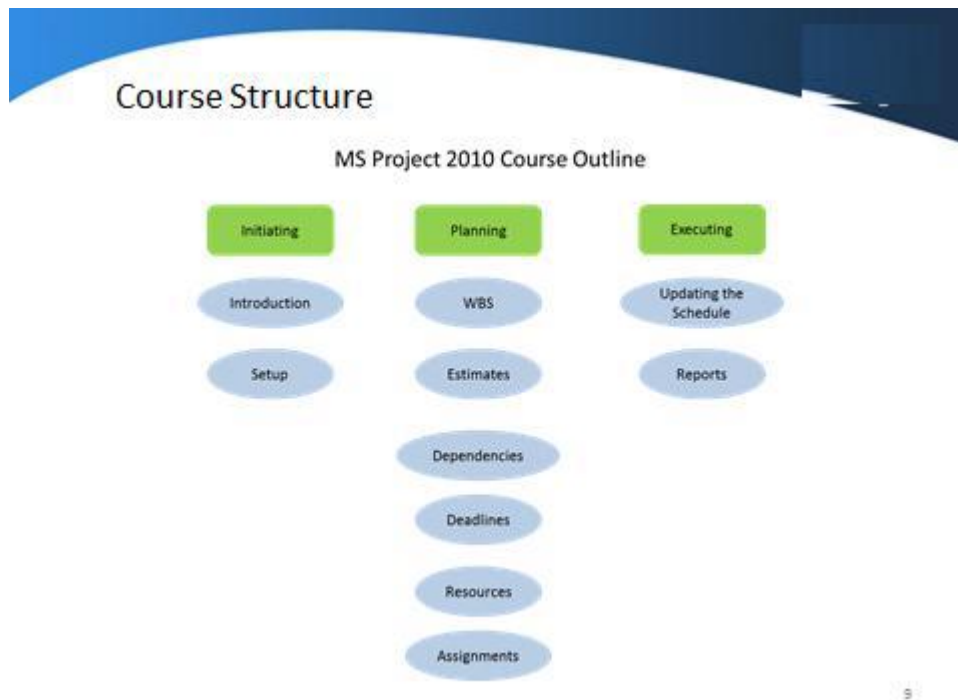 Course Structure
MS Project 2010 Course Outline
Initiating
Planning
Executing
Introduction
WBS
Updating the
Schedule
Setup
Estimates
Reports
Dependencies
Deadlines
Resources
Assignments
9